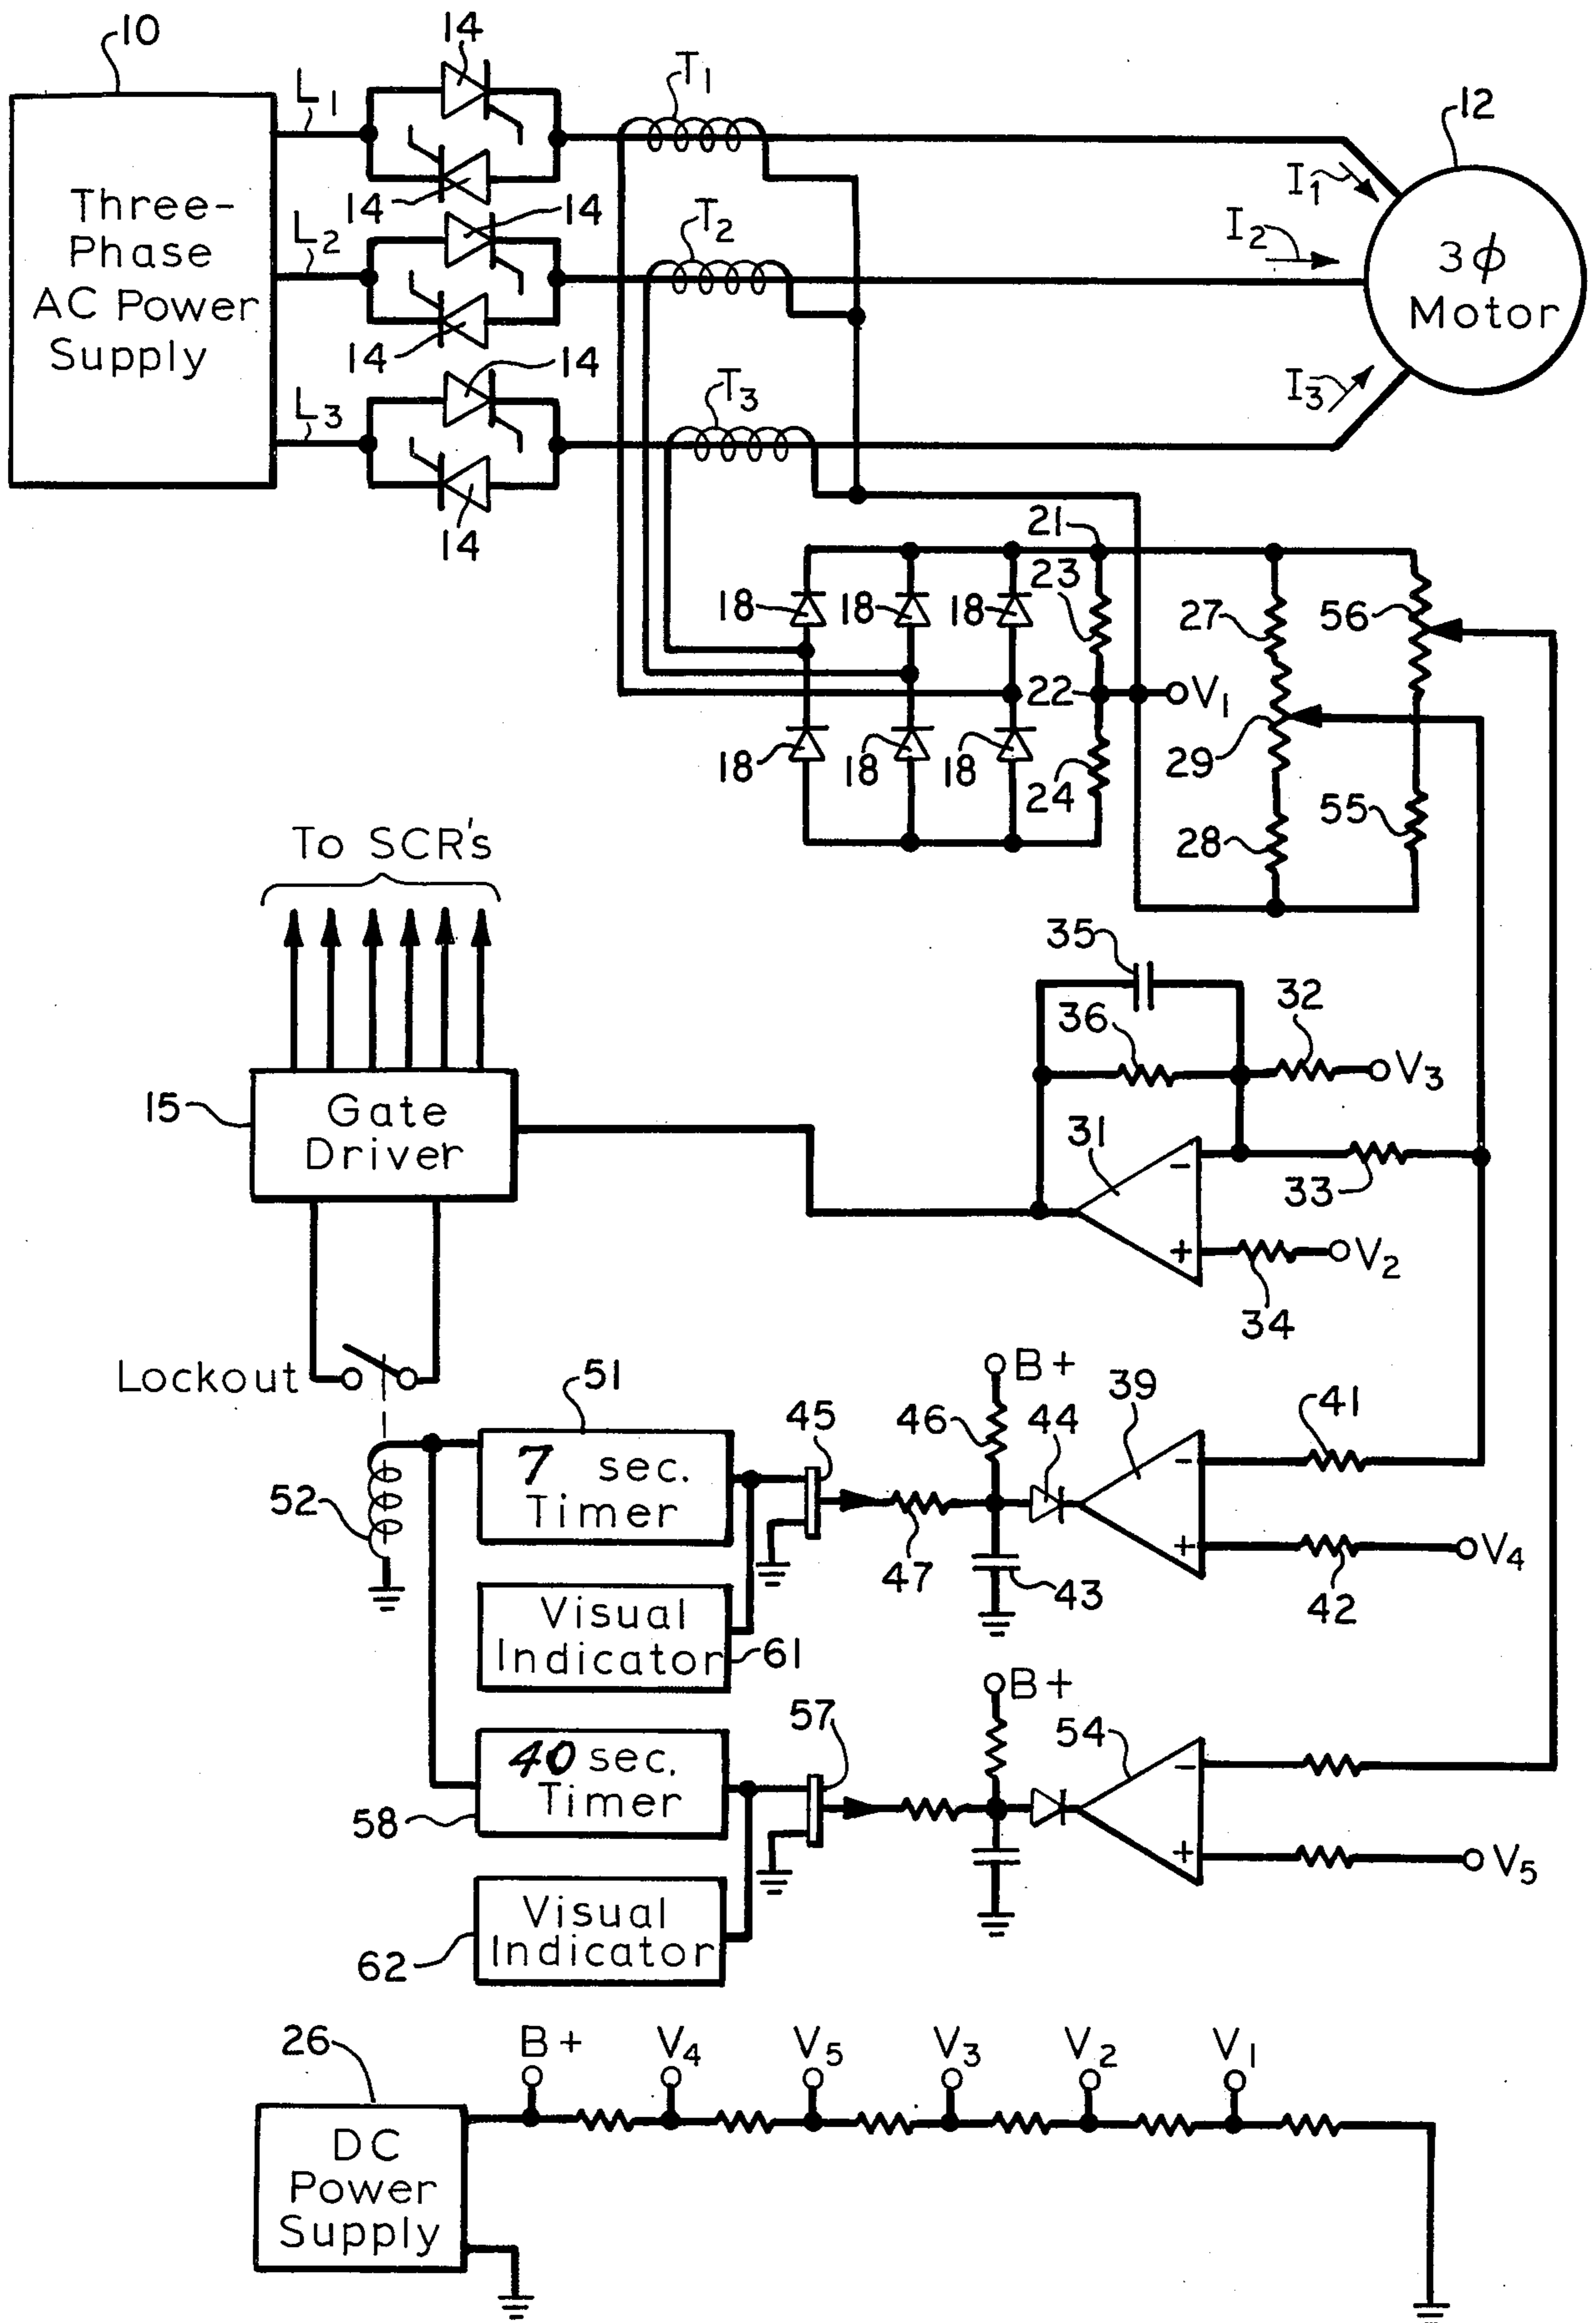 10
14
T1
12
L1
I1
Three-
Phase
AC Power
Supply
14
14
T2
L2
I2
3ϕ
Motor
14
14
L3
T3
I3
14
21
23
18
18
18
27
56
22
V1
18
18
18
29
24
28
55
To SCR's
35
32
36
V3
15
Gate
Driver
31
-
33
+
V2
34
Lockout
51
B+
39
45
46
44
41
7 sec.
Timer
-
52
+
V4
47
43
42
Visual
Indicator
61
B+
57
54
40 sec.
Timer
-
58
+
V5
Visual
Indicator
62
26
B+
V4
V5
V3
V2
V1
DC
Power
Supply